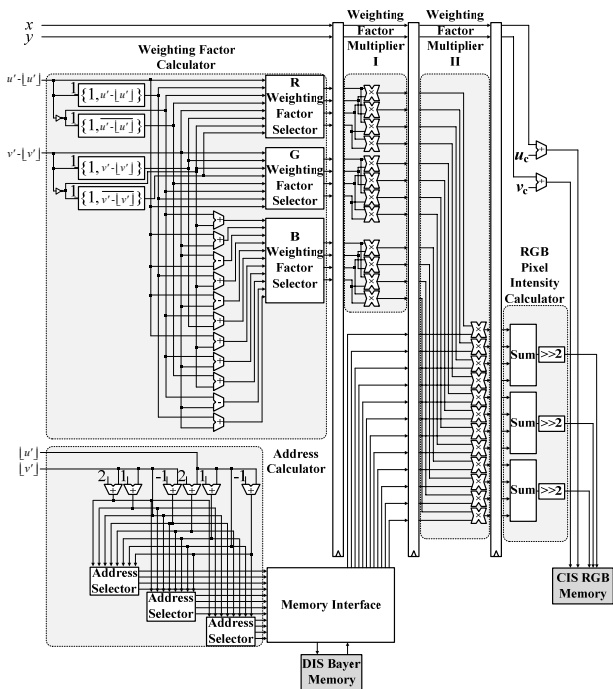 x
y
Weighting Factor Calculator
Weighting Factor Multiplier I
Weighting Factor Multiplier II
u'-⌊u'⌋
1
{1,u'-⌊u'⌋}
1
{1,u'-⌊u'⌋}
v'-⌊v'⌋
1
{1,v'-⌊v'⌋}
1
{1,v'-⌊v'⌋}
R Weighting Factor Selector
G Weighting Factor Selector
B Weighting Factor Selector
+
+
-
+
-
+
+
+
+
-
+
u_c
+
v_c
+
RGB Pixel Intensity Calculator
Sum
>>2
Sum
>>2
Sum
>>2
CIS RGB Memory
⌊u'⌋
⌊v'⌋
Address Calculator
2 1 -1 2 1 -1
Address Selector
Address Selector
Address Selector
Memory Interface
DIS Bayer Memory